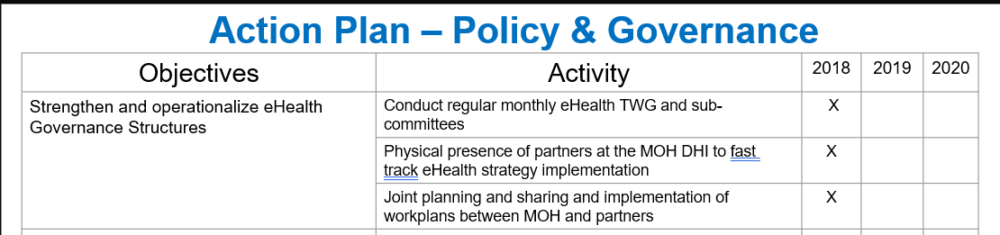 Action Plan – Policy & Governance
Objectives Activity 2018 2019 2020
Strengthen and operationalize eHealth
Governance Structures
Conduct regular monthly eHealth TWG and sub-
committees
X
Physical presence of partners at the MOH DHI to fast
track eHealth strategy implementation
X
Joint planning and sharing and implementation of
workplans between MOH and partners
X